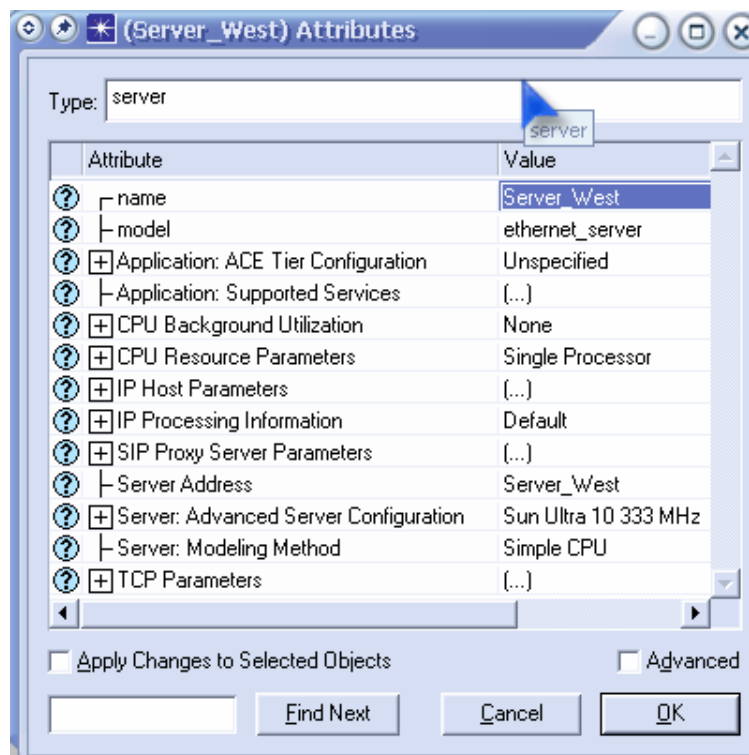 (Server_West) Attributes
Type: server
server
Attribute Value
name Server_West
model ethernet_server
Application: ACE Tier Configuration Unspecified
Application: Supported Services (...)
CPU Background Utilization None
CPU Resource Parameters Single Processor
IP Host Parameters (...)
IP Processing Information Default
SIP Proxy Server Parameters (...)
Server Address Server_West
Server: Advanced Server Configuration Sun Ultra 10 333 MHz
Server: Modeling Method Simple CPU
TCP Parameters (...)
Apply Changes to Selected Objects Advanced
Find Next Cancel OK